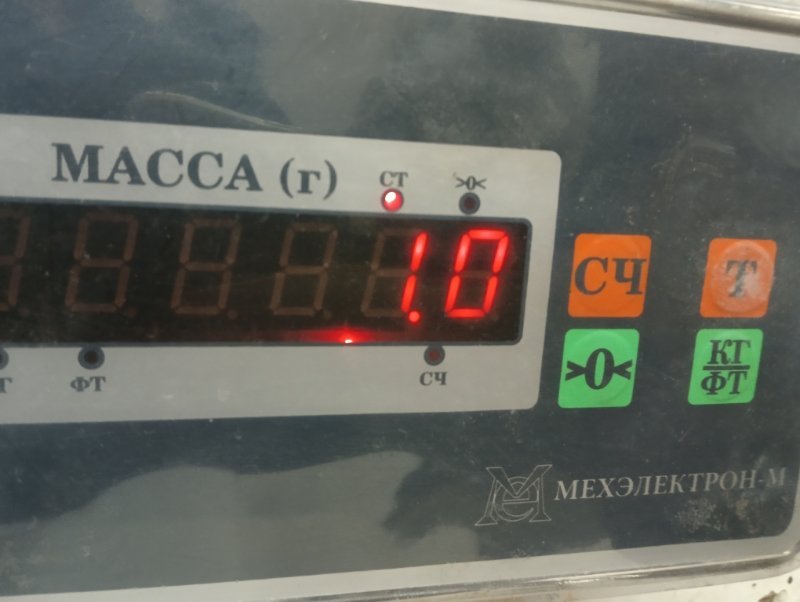 МАССА (г)
СТ >0<
1.0
ФТ СЧ
СЧ Т
>0< КГ
ФТ
МЕХЭЛЕКТРОН-М